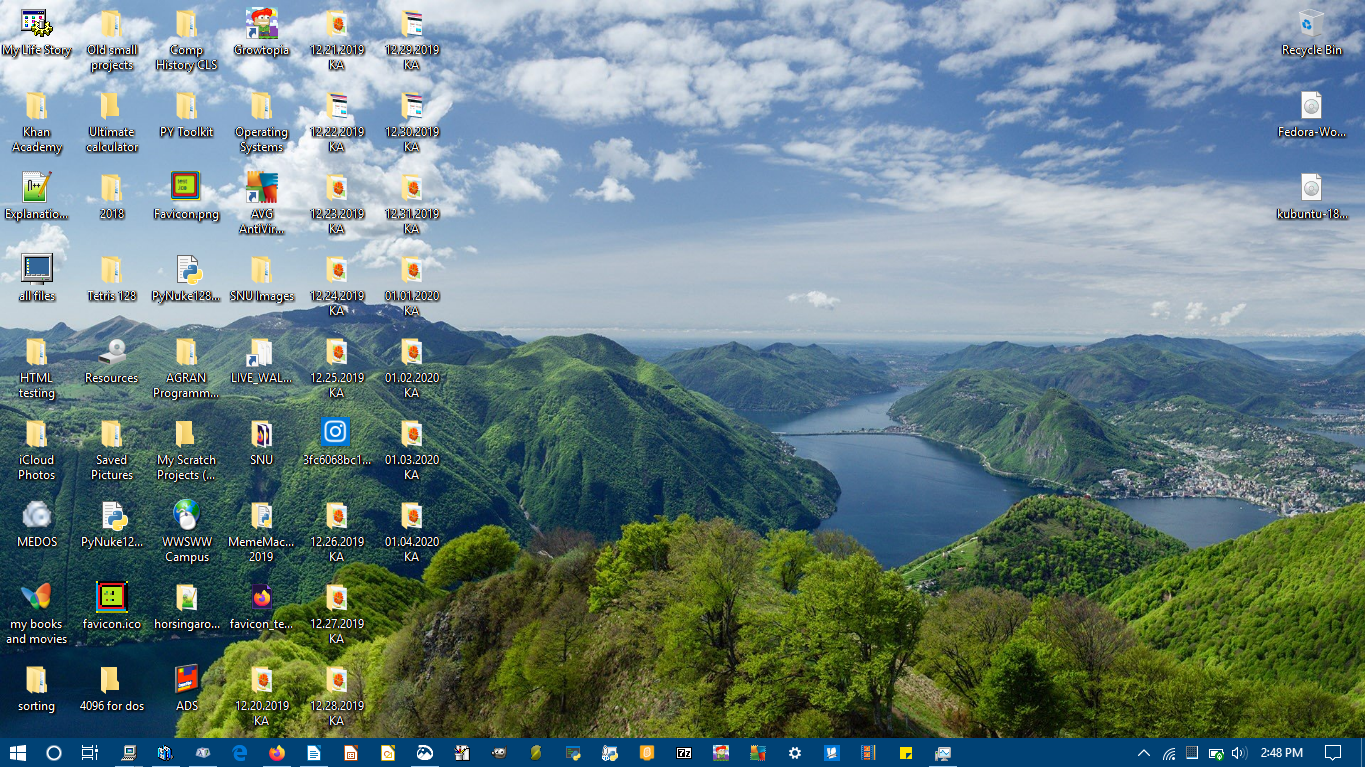 My Life Story
Old small
projects
Comp
History CLS
Growtopia
12.21.2019
KA
12.29.2019
KA
Recycle Bin
Khan
Academy
Ultimate
calculator
PY Toolkit
Operating
Systems
12.22.2019
KA
12.30.2019
KA
Fedora-Wo...
Explanatio...
2018
Favicon.png
AVG
AntiVir...
12.23.2019
KA
12.31.2019
KA
kubuntu-18...
all files
Tetris 128
PyNuke128...
SNU Images
12.24.2019
KA
01.01.2020
KA
HTML
testing
Resources
AGRAN
Programm...
LIVE_WAL...
12.25.2019
KA
01.02.2020
KA
iCloud
Photos
Saved
Pictures
My Scratch
Projects (...
SNU
3fc6068bc1...
01.03.2020
KA
MEDOS
PyNuke12...
WWSWW
Campus
MemeMac...
2019
12.26.2019
KA
01.04.2020
KA
my books
and movies
favicon.ico
horsingaro...
favicon_te...
12.27.2019
KA
sorting
4096 for dos
ADS
12.20.2019
KA
12.28.2019
KA
2:48 PM